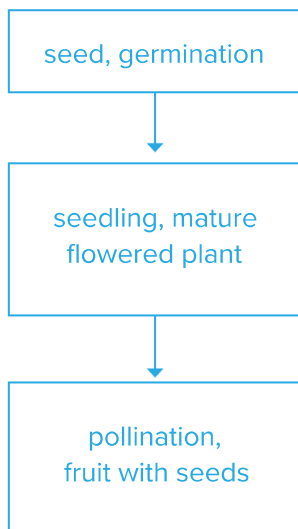 seed, germination
seedling, mature
flowered plant
pollination,
fruit with seeds